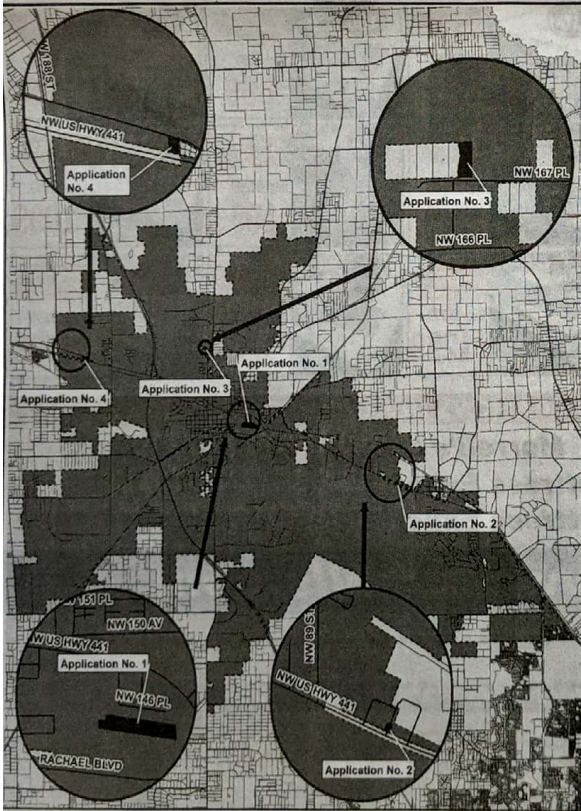 NW 188 ST
NW US HWY 441
Application
No. 4
NW 167 PL
Application No. 3
NW 166 PL
Application No. 1
Application No. 3
Application No. 4
Application No. 2
151 PL
NW 150 AV
W US HWY 441
Application No. 1
NW 146 PL
RACHAEL BLVD
NW 89 S
NW US HWY 441
Application No. 2